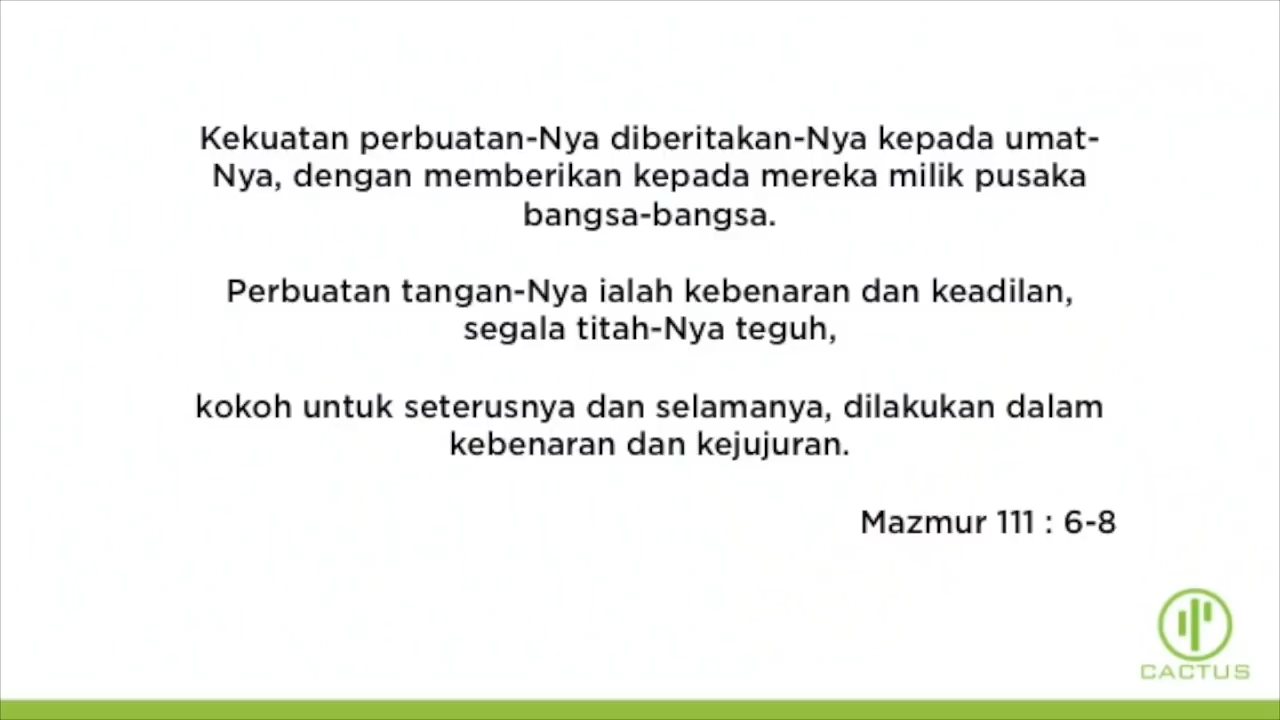 Kekuatan perbuatan-Nya diberitakan-Nya kepada umat-
Nya, dengan memberikan kepada mereka milik pusaka
bangsa-bangsa.
Perbuatan tangan-Nya ialah kebenaran dan keadilan,
segala titah-Nya teguh,
kokoh untuk seterusnya dan selamanya, dilakukan dalam
kebenaran dan kejujuran.
Mazmur 111 : 6-8
CACTUS